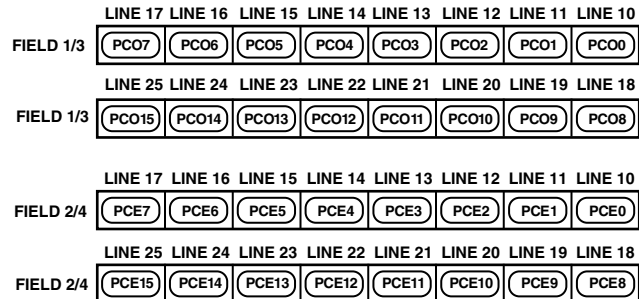 LINE 17 LINE 16 LINE 15 LINE 14 LINE 13 LINE 12 LINE 11 LINE 10
FIELD 1/3 PCO7 PCO6 PCO5 PCO4 PCO3 PCO2 PCO1 PCO0
LINE 25 LINE 24 LINE 23 LINE 22 LINE 21 LINE 20 LINE 19 LINE 18
FIELD 1/3 PCO15 PCO14 PCO13 PCO12 PCO11 PCO10 PCO9 PCO8
LINE 17 LINE 16 LINE 15 LINE 14 LINE 13 LINE 12 LINE 11 LINE 10
FIELD 2/4 PCE7 PCE6 PCE5 PCE4 PCE3 PCE2 PCE1 PCE0
LINE 25 LINE 24 LINE 23 LINE 22 LINE 21 LINE 20 LINE 19 LINE 18
FIELD 2/4 PCE15 PCE14 PCE13 PCE12 PCE11 PCE10 PCE9 PCE8